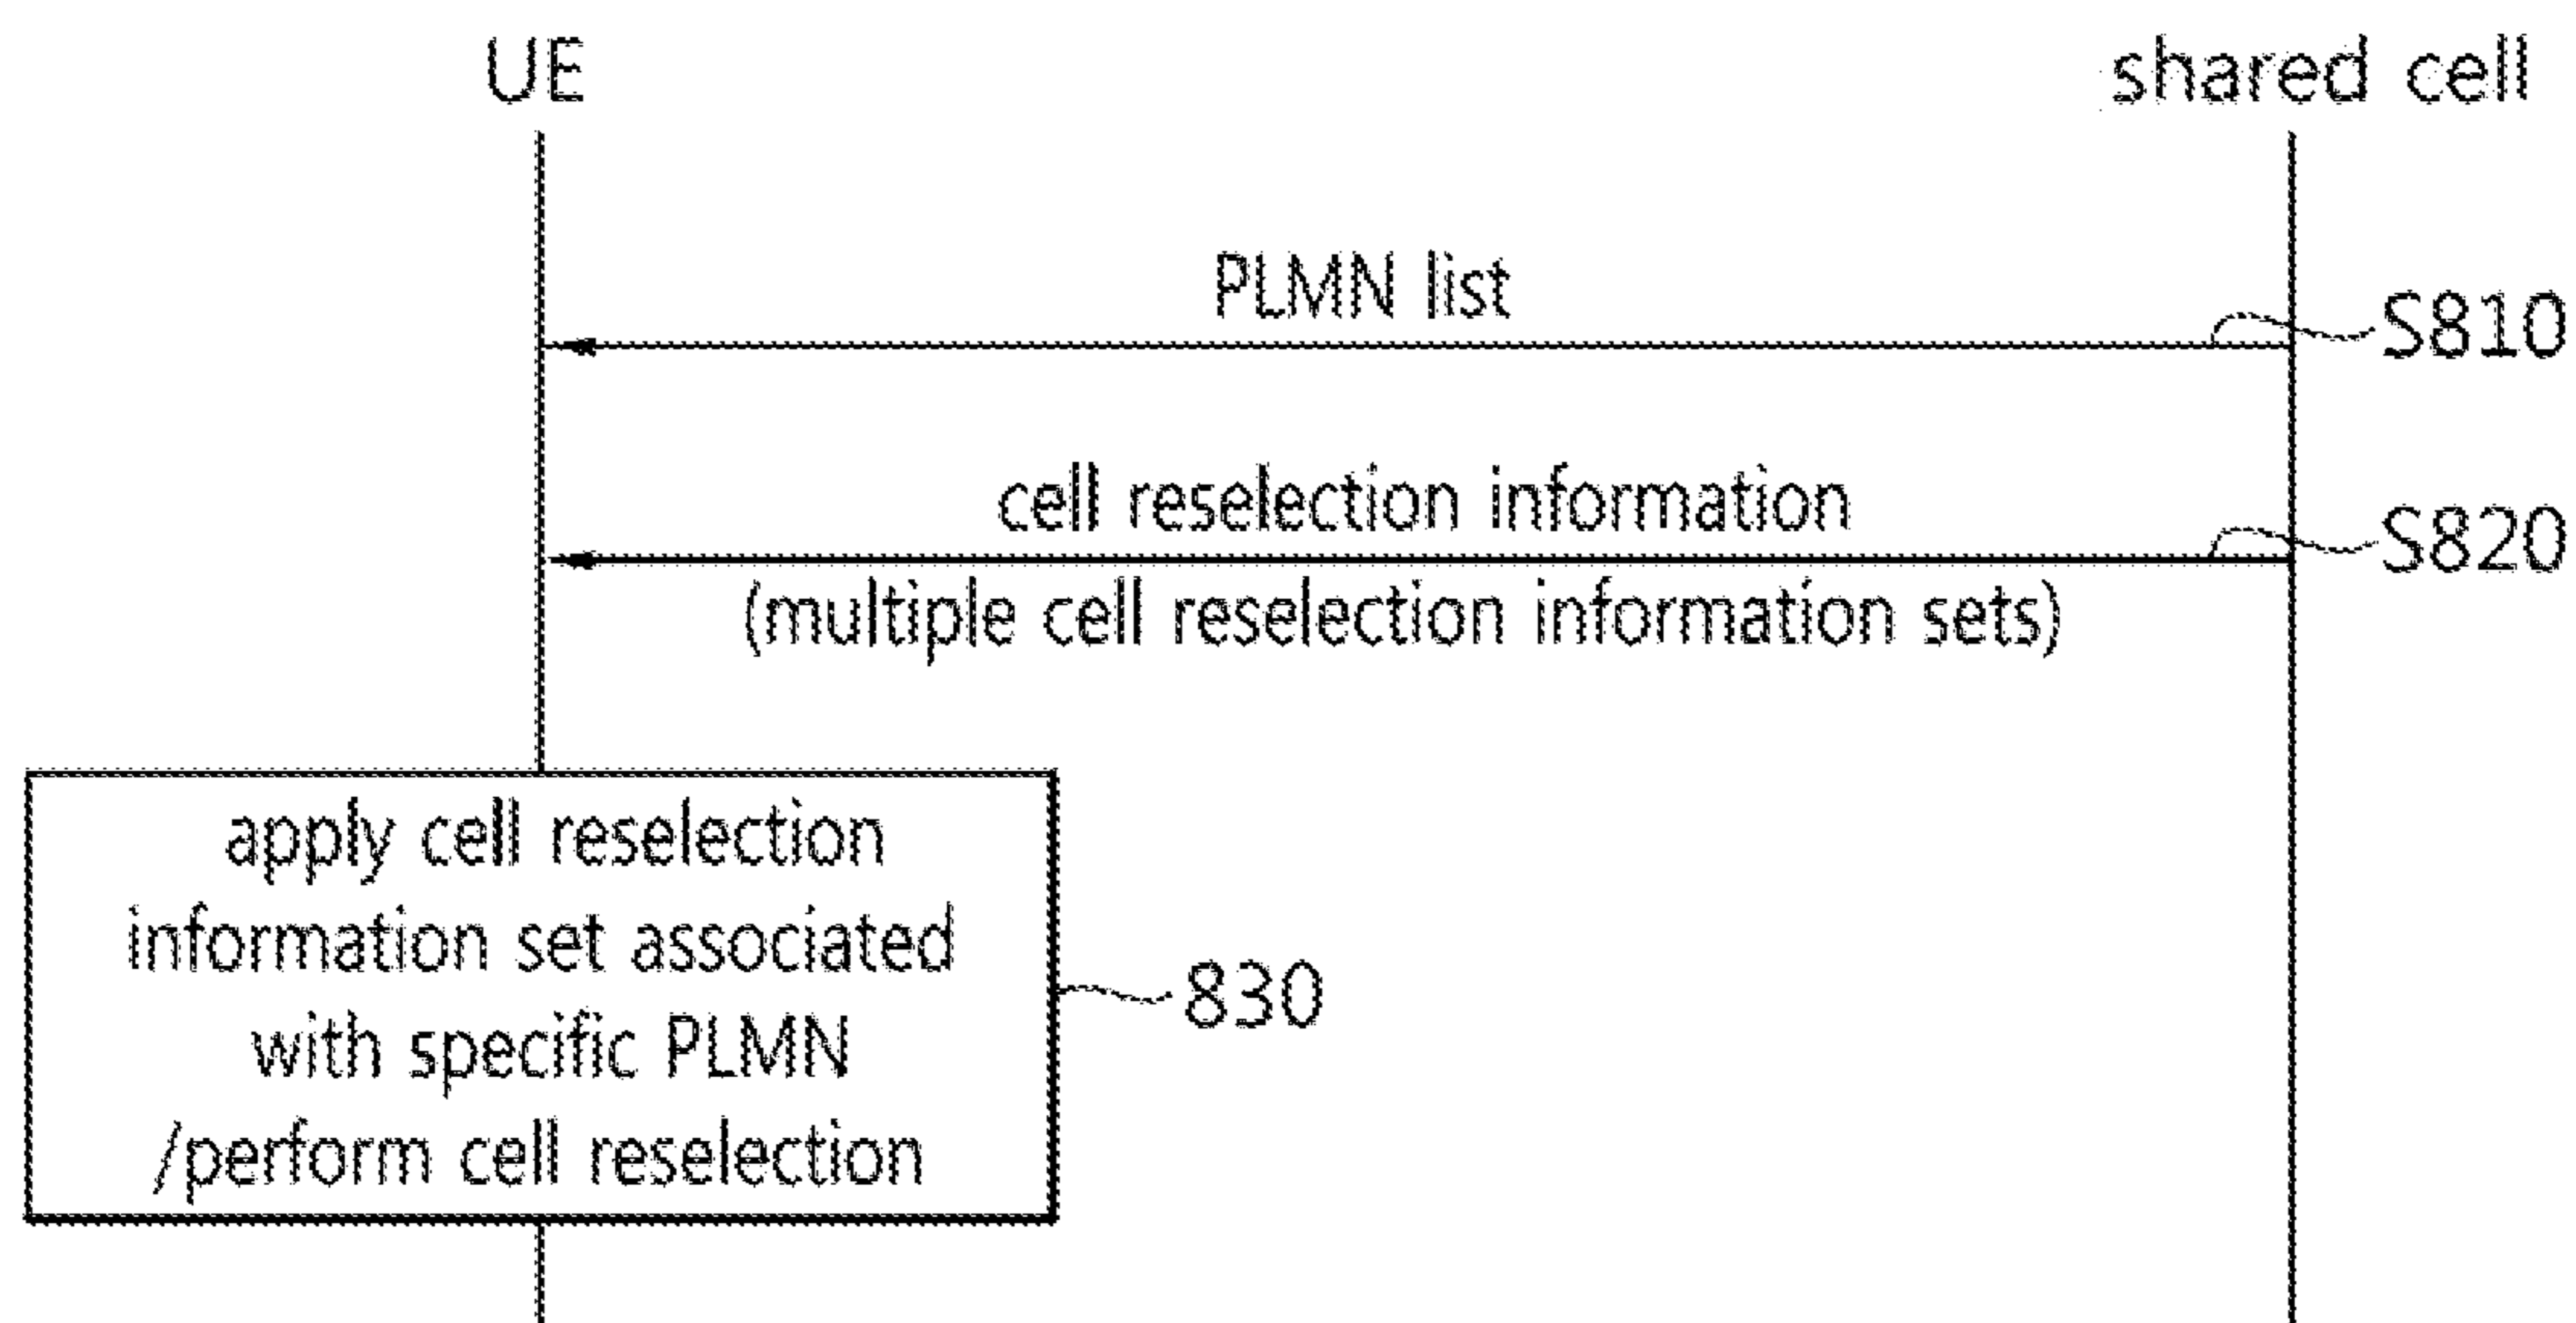 UE
shared cell
PLMN list
S810
cell reselection information
S820
(multiple cell reselection information sets)
apply cell reselection
information set associated
with specific PLMN
/perform cell reselection
830